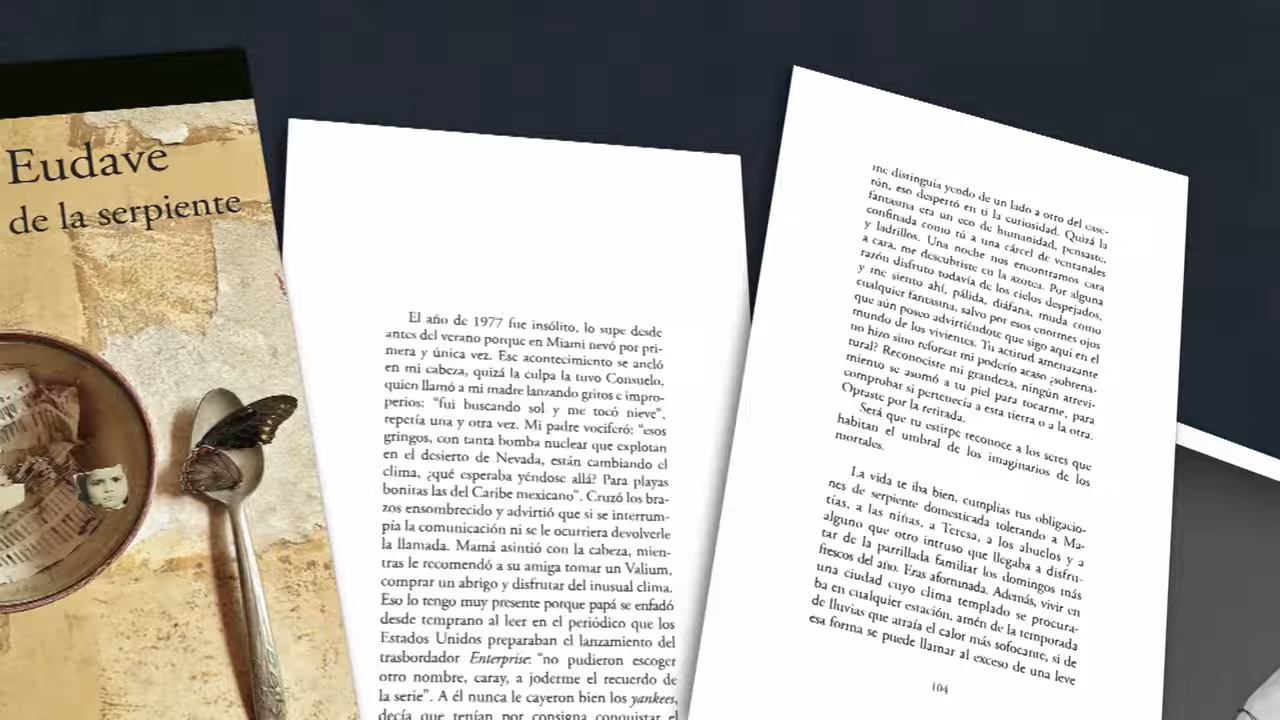 Eudave
de la serpiente
El año de 1977 fue insólito, lo supe desde
antes del verano porque en Miami nevó por pri-
mera y única vez. Ese acontecimiento se ancló
en mi cabeza, quizá la culpa la tuvo Consuelo,
quien llamó a mi madre lanzando gritos e impro-
perios: “fui buscando sol y me tocó nieve”,
repetía una y otra vez. Mi padre vociferó: “esos
gringos, con tanta bomba nuclear que explotan
en el desierto de Nevada, están cambiando el
clima, ¿qué esperaba yéndose allá? Para playas
bonitas las del Caribe mexicano”. Cruzó los bra-
zos ensombrecido y advirtió que si se interrum-
pía la comunicación ni se le ocurriera devolverle
la llamada. Mamá asintió con la cabeza, mien-
tras le recomendó a su amiga tomar un Valium,
comprar un abrigo y disfrutar del inusual clima.
Eso lo tengo muy presente porque papá se enfadó
desde temprano al leer en el periódico que los
Estados Unidos preparaban el lanzamiento del
trasbordador Enterprise: “no pudieron escoger
otro nombre, caray, a joderme el recuerdo de
la serie”. A él nunca le cayeron bien los yankees,
decía que tenían por consigna conquistar el
me distinguía yendo de un lado a otro del case-
rón, eso despertó en ti la curiosidad. Quizá la
fantasma era un eco de humanidad, pensaste,
confinada como tú a una cárcel de ventanales
y ladrillos. Una noche nos encontramos cara
a cara, me descubriste en la azotea. Por alguna
razón disfruto todavía de los cielos despejados,
y me siento ahí, pálida, diáfana, muda como
cualquier fantasma, salvo por esos enormes ojos
que aún poseo advirtiéndote que sigo aquí en el
mundo de los vivientes. Tu actitud amenazante
no hizo sino reforzar mi poderío acaso ¿sobrena-
tural? Reconociste mi grandeza, ningún atrevi-
miento se asomó a tu piel para tocarme, para
comprobar si pertenecía a esta tierra o a la otra.
Optaste por la retirada.
Será que tu estirpe reconoce a los seres que
habitan el umbral de los imaginarios de los
mortales.
La vida te iba bien, cumplías tus obligacio-
nes de serpiente domesticada tolerando a Ma-
tías, a las niñas, a Teresa, a los abuelos y a
alguno que otro intruso que llegaba a disfru-
tar de la parrillada familiar los domingos más
frescos del año. Eras afortunada. Además, vivir en
una ciudad cuyo clima templado se procura-
ba en cualquier estación, amén de la temporada
de lluvias que atraía el calor más sofocante, si de
esa forma se puede llamar al exceso de una leve
104